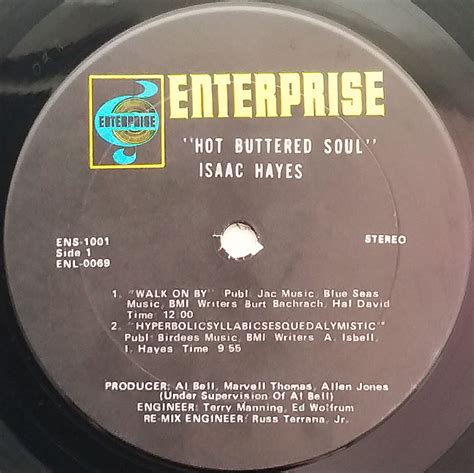 ENTERPRISE
ENTERPRISE
"HOT BUTTERED SOUL"
ISAAC HAYES
ENS-1001
Side 1
ENL-0069
STEREO
1. "WALK ON BY" Publ. Jac Music, Blue Seas
Music, BMI Writers Burt Bachrach, Hal David
Time 12:00
2. "HYPERBOLICSYLLABICSESQUEDALYMISTIC"
Publ Birdees Music, BMI Writers A. Isbell,
I. Hayes Time 9:55
PRODUCER: Al Bell, Marvell Thomas, Allen Jones
(Under Supervision Of Al Bell)
ENGINEER: Terry Manning, Ed Wolfrum
RE-MIX ENGINEER: Russ Terrana, Jr.